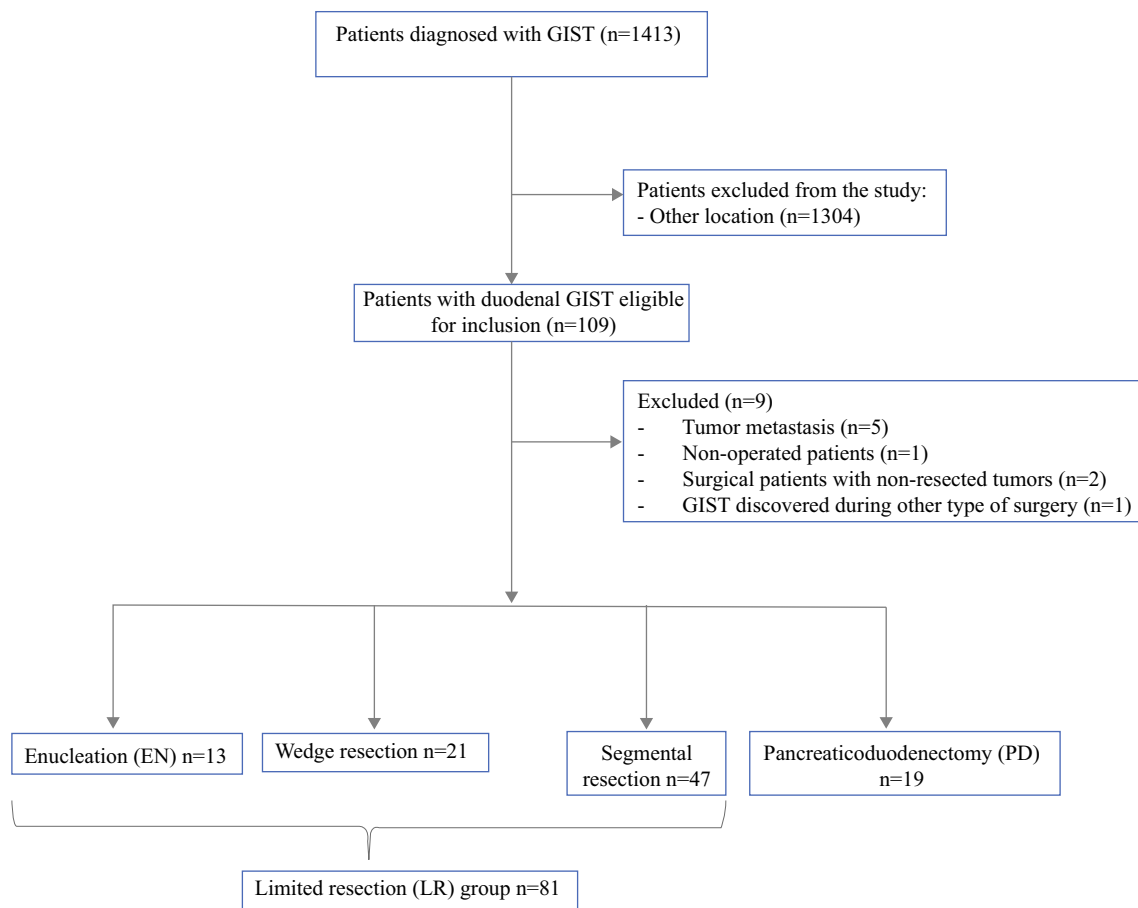 Patients diagnosed with GIST (n=1413)
Patients excluded from the study:
- Other location (n=1304)
Patients with duodenal GIST eligible
for inclusion (n=109)
Excluded (n=9)
- Tumor metastasis (n=5)
- Non-operated patients (n=1)
- Surgical patients with non-resected tumors (n=2)
- GIST discovered during other type of surgery (n=1)
Enucleation (EN) n=13
Wedge resection n=21
Segmental
resection n=47
Pancreaticoduodenectomy (PD)
n=19
Limited resection (LR) group n=81